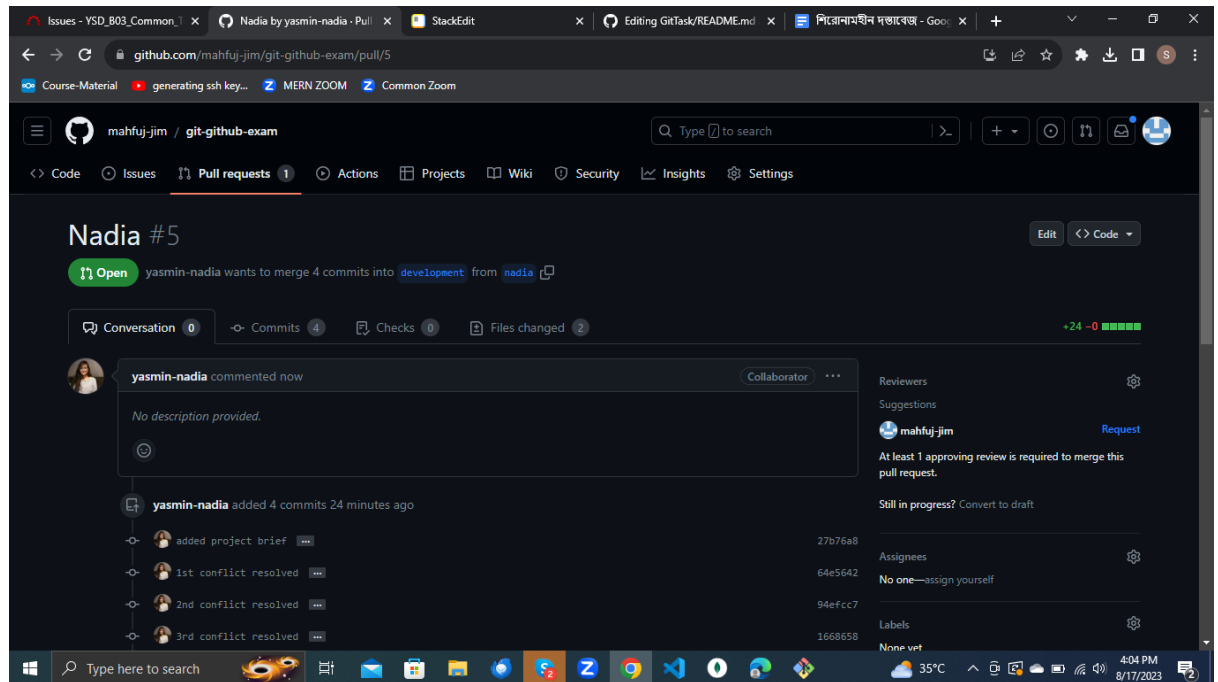 Issues - YSD_B03_Common_T
Nadia by yasmin-nadia · Pull
StackEdit
Editing GitTask/README.md
শিরোনামহীন দস্তাবেজ - Goog
github.com/mahfuj-jim/git-github-exam/pull/5
S
Course-Material
generating ssh key...
Z MERN ZOOM
Z Common Zoom
mahfuj-jim / git-github-exam
Type / to search
Code
Issues
Pull requests 1
Actions
Projects
Wiki
Security
Insights
Settings
Nadia #5
Edit
<> Code
Open
yasmin-nadia wants to merge 4 commits into development from nadia
Conversation 0
Commits 4
Checks 0
Files changed 2
+24 −0
yasmin-nadia commented now
Collaborator
No description provided.
yasmin-nadia added 4 commits 24 minutes ago
added project brief 27b76a8
1st conflict resolved 64e5642
2nd conflict resolved 94efcc7
3rd conflict resolved 1668658
Reviewers
Suggestions
mahfuj-jim Request
At least 1 approving review is required to merge this
pull request.
Still in progress? Convert to draft
Assignees
No one—assign yourself
Labels
None yet
Type here to search
35°C
4:04 PM
8/17/2023
2